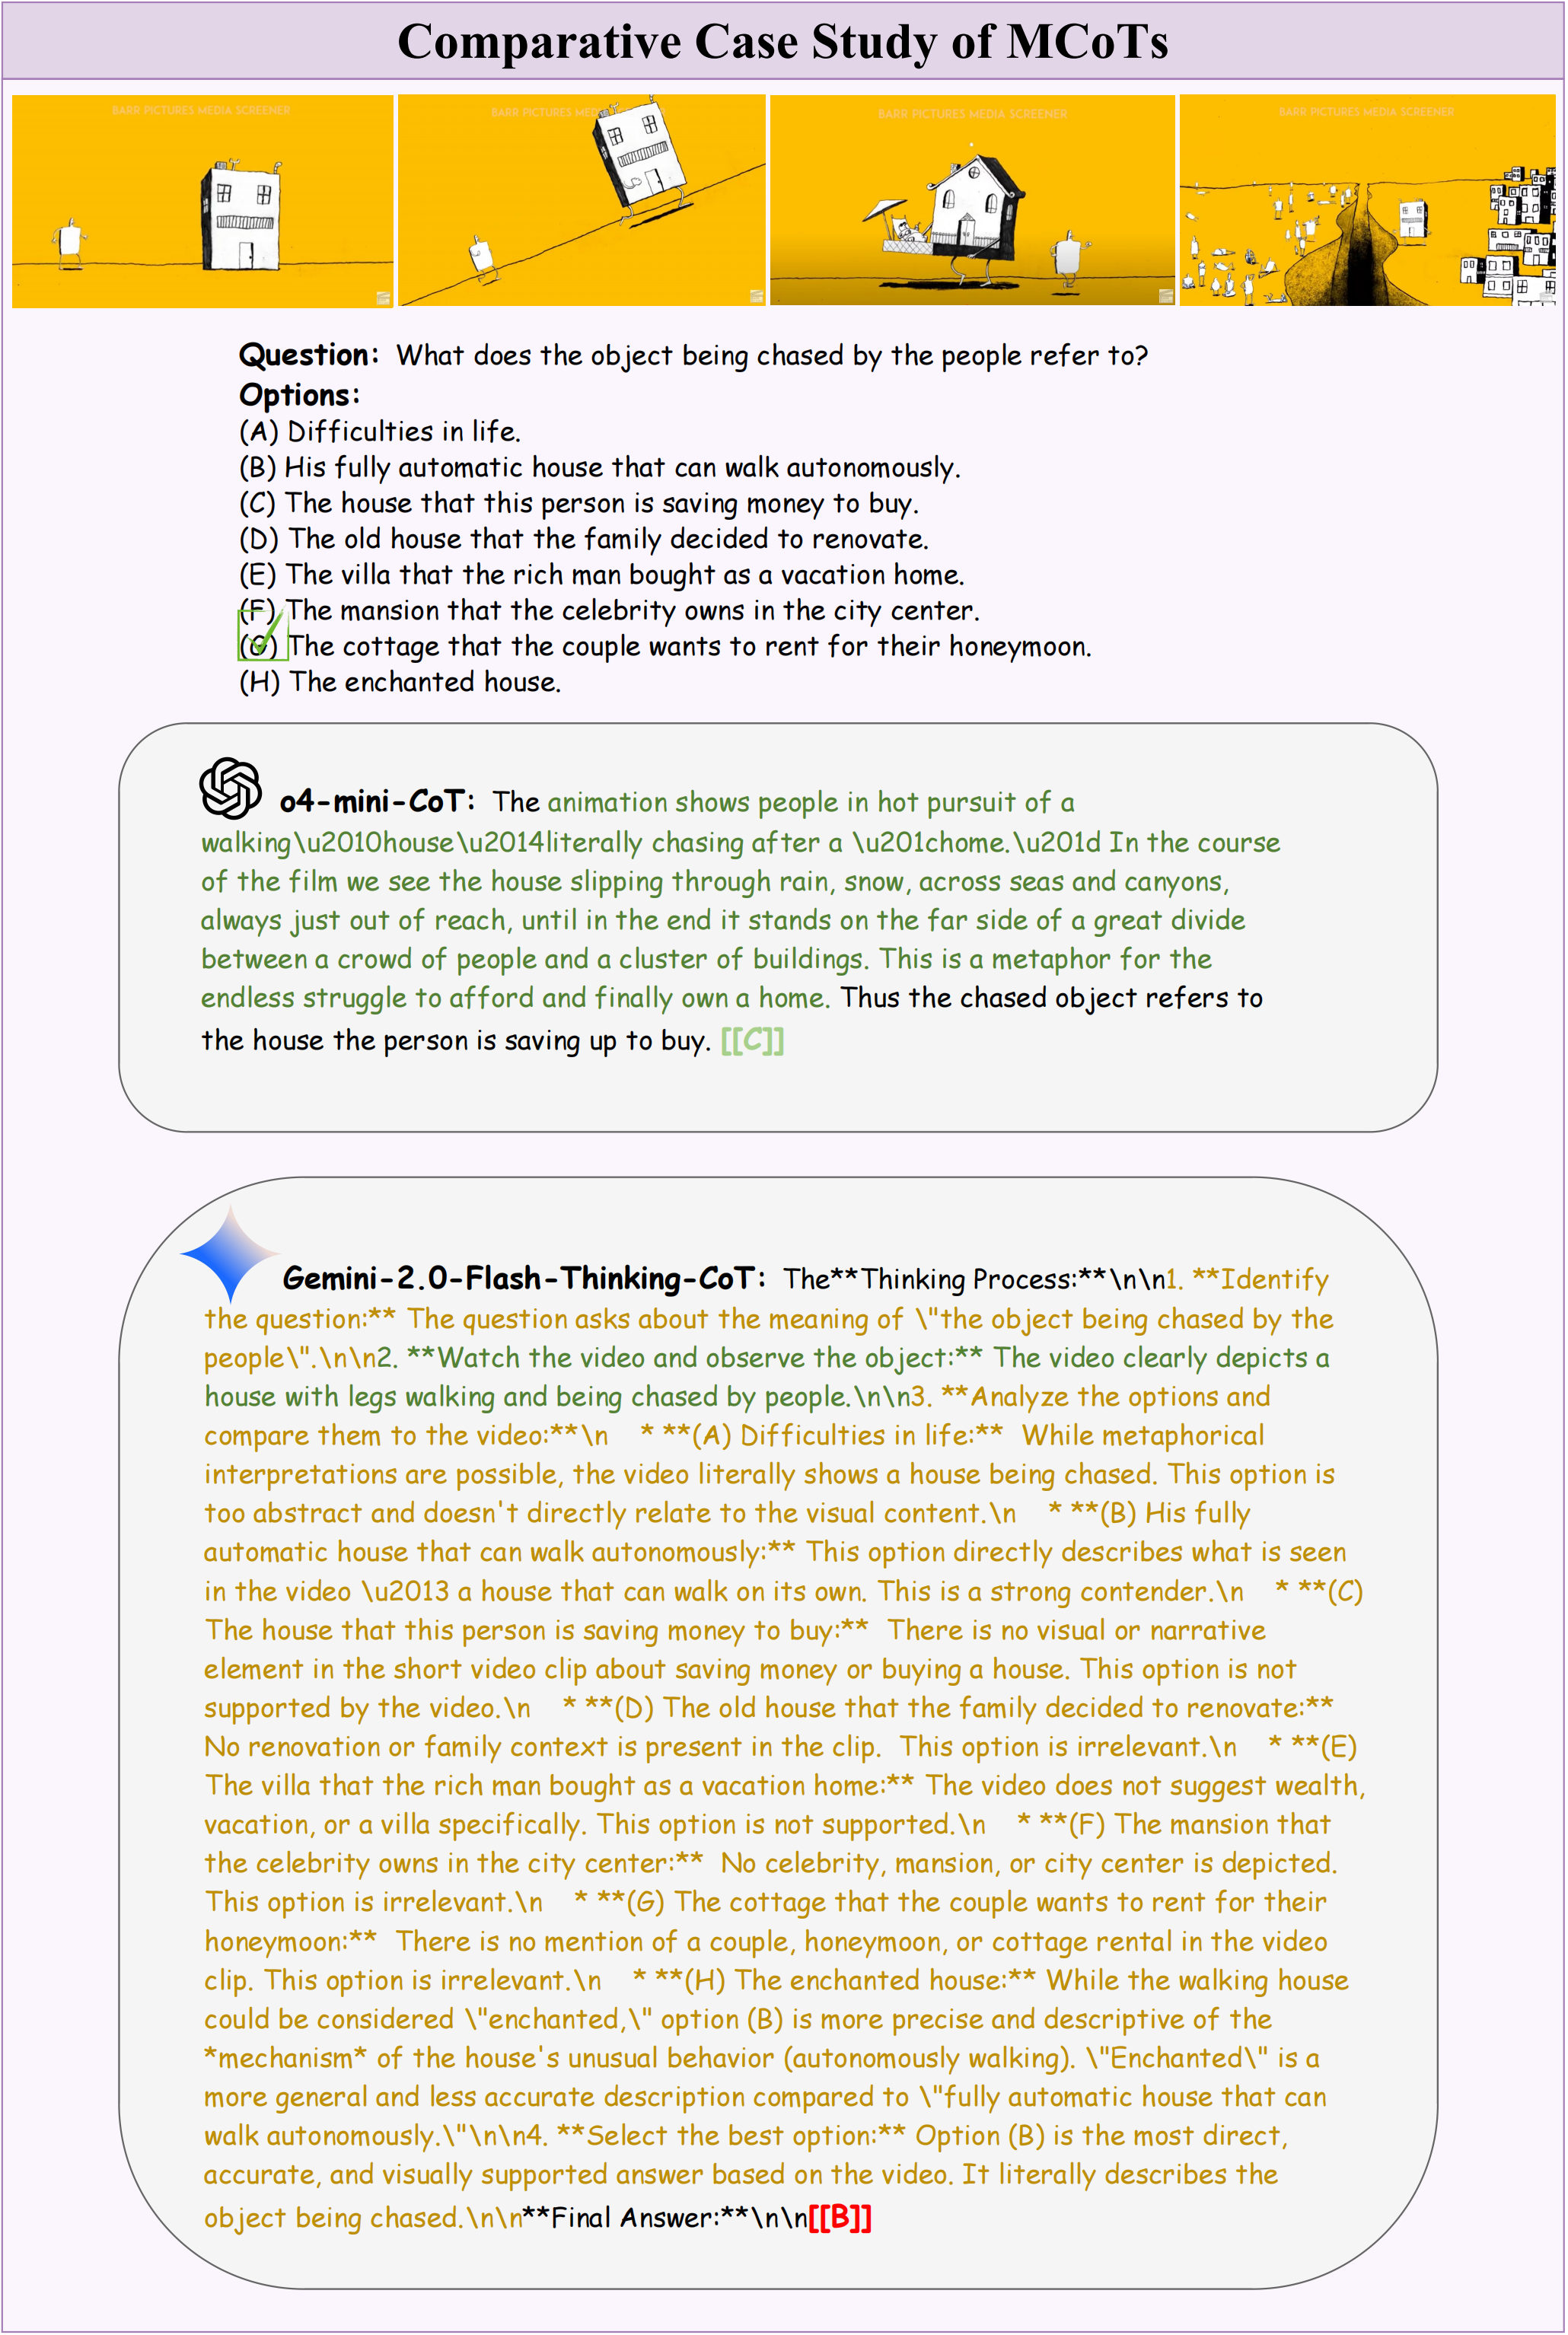 Comparative Case Study of MCoTs
BARR PICTURES MEDIA SCREENER
BARR PICTURES MED
BARR PICTURES MEDIA SCREENER
BARR PICTURES MEDIA SCREENER
Question: What does the object being chased by the people refer to?
Options:
(A) Difficulties in life.
(B) His fully automatic house that can walk autonomously.
(C) The house that this person is saving money to buy.
(D) The old house that the family decided to renovate.
(E) The villa that the rich man bought as a vacation home.
(F) The mansion that the celebrity owns in the city center.
(G) The cottage that the couple wants to rent for their honeymoon.
(H) The enchanted house.
o4-mini-CoT: The animation shows people in hot pursuit of a
walking\u2010house\u2014literally chasing after a \u201chome.\u201d In the course
of the film we see the house slipping through rain, snow, across seas and canyons,
always just out of reach, until in the end it stands on the far side of a great divide
between a crowd of people and a cluster of buildings. This is a metaphor for the
endless struggle to afford and finally own a home. Thus the chased object refers to
the house the person is saving up to buy. [[C]]
Gemini-2.0-Flash-Thinking-CoT: The**Thinking Process:**\n\n1. **Identify
the question:** The question asks about the meaning of \"the object being chased by the
people\".\n\n2. **Watch the video and observe the object:** The video clearly depicts a
house with legs walking and being chased by people.\n\n3. **Analyze the options and
compare them to the video:**\n    * **(A) Difficulties in life:**  While metaphorical
interpretations are possible, the video literally shows a house being chased. This option is
too abstract and doesn't directly relate to the visual content.\n    * **(B) His fully
automatic house that can walk autonomously:** This option directly describes what is seen
in the video \u2013 a house that can walk on its own. This is a strong contender.\n    * **(C)
The house that this person is saving money to buy:**  There is no visual or narrative
element in the short video clip about saving money or buying a house. This option is not
supported by the video.\n    * **(D) The old house that the family decided to renovate:**
No renovation or family context is present in the clip.  This option is irrelevant.\n    * **(E)
The villa that the rich man bought as a vacation home:** The video does not suggest wealth,
vacation, or a villa specifically. This option is not supported.\n    * **(F) The mansion that
the celebrity owns in the city center:**  No celebrity, mansion, or city center is depicted.
This option is irrelevant.\n    * **(G) The cottage that the couple wants to rent for their
honeymoon:**  There is no mention of a couple, honeymoon, or cottage rental in the video
clip. This option is irrelevant.\n    * **(H) The enchanted house:** While the walking house
could be considered \"enchanted,\" option (B) is more precise and descriptive of the
*mechanism* of the house's unusual behavior (autonomously walking). \"Enchanted\" is a
more general and less accurate description compared to \"fully automatic house that can
walk autonomously.\"\n\n4. **Select the best option:** Option (B) is the most direct,
accurate, and visually supported answer based on the video. It literally describes the
object being chased.\n\n**Final Answer:**\n\n[[B]]